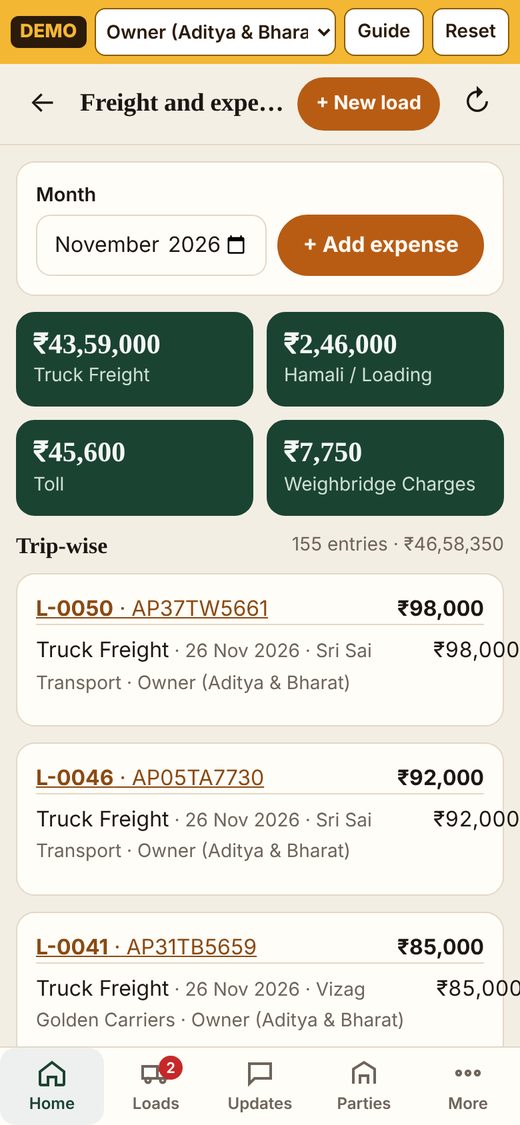 DEMO Owner (Aditya & Bhara Guide Reset
Freight and expe… + New load
Month
November 2026 + Add expense
₹43,59,000 ₹2,46,000
Truck Freight Hamali / Loading
₹45,600 ₹7,750
Toll Weighbridge Charges
Trip-wise 155 entries · ₹46,58,350
L-0050 · AP37TW5661 ₹98,000
Truck Freight · 26 Nov 2026 · Sri Sai ₹98,000
Transport · Owner (Aditya & Bharat)
L-0046 · AP05TA7730 ₹92,000
Truck Freight · 26 Nov 2026 · Sri Sai ₹92,000
Transport · Owner (Aditya & Bharat)
L-0041 · AP31TB5659 ₹85,000
Truck Freight · 26 Nov 2026 · Vizag ₹85,000
Golden Carriers · Owner (Aditya & Bharat)
2
Home Loads Updates Parties More